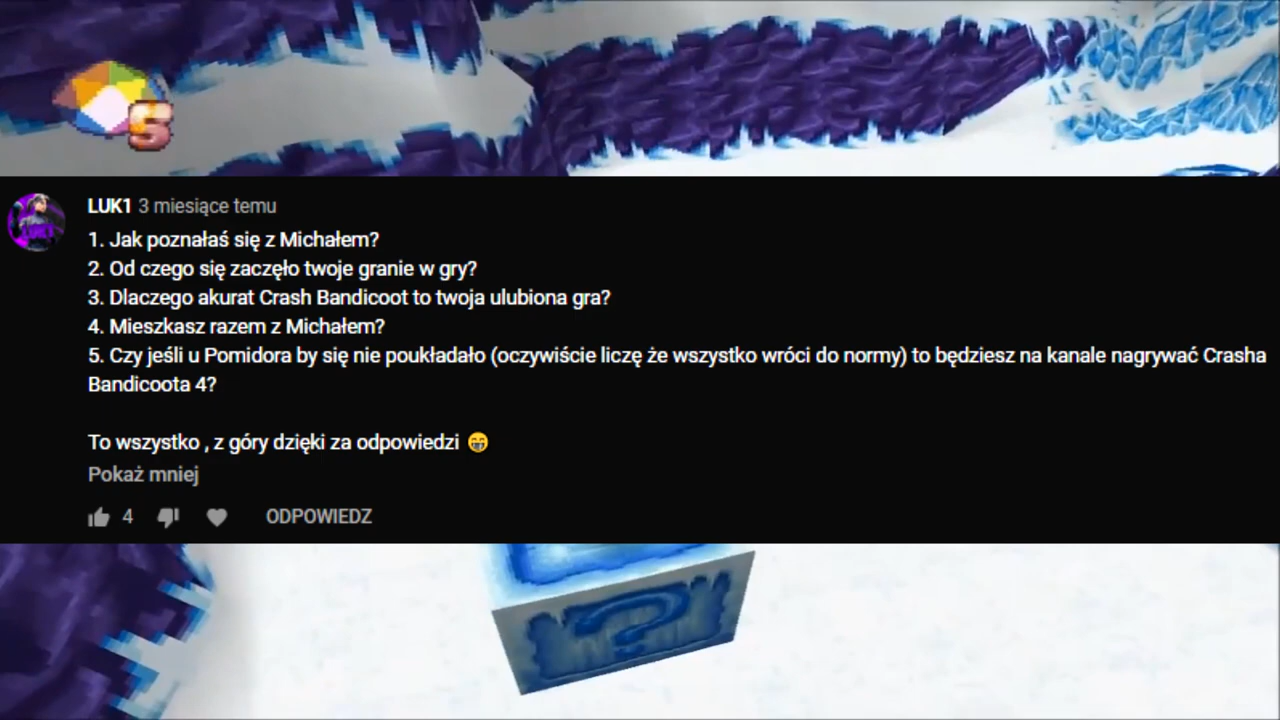 5
LUK1 3 miesiące temu
1. Jak poznałaś się z Michałem?
2. Od czego się zaczęło twoje granie w gry?
3. Dlaczego akurat Crash Bandicoot to twoja ulubiona gra?
4. Mieszkasz razem z Michałem?
5. Czy jeśli u Pomidora by się nie poukładało (oczywiście liczę że wszystko wróci do normy) to będziesz na kanale nagrywać Crasha
Bandicoota 4?
To wszystko , z góry dzięki za odpowiedzi 😁
Pokaż mniej
4 ODPOWIEDZ
?